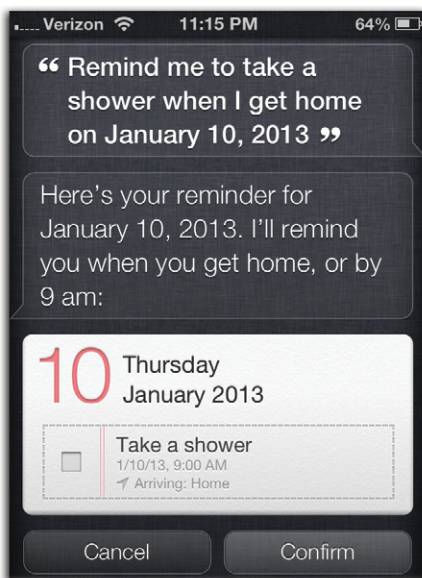 Verizon 11:15 PM 64%
“ Remind me to take a
shower when I get home
on January 10, 2013 ”
Here’s your reminder for
January 10, 2013. I’ll remind
you when you get home, or by
9 am:
10 Thursday
January 2013
Take a shower
1/10/13, 9:00 AM
Arriving: Home
Cancel Confirm